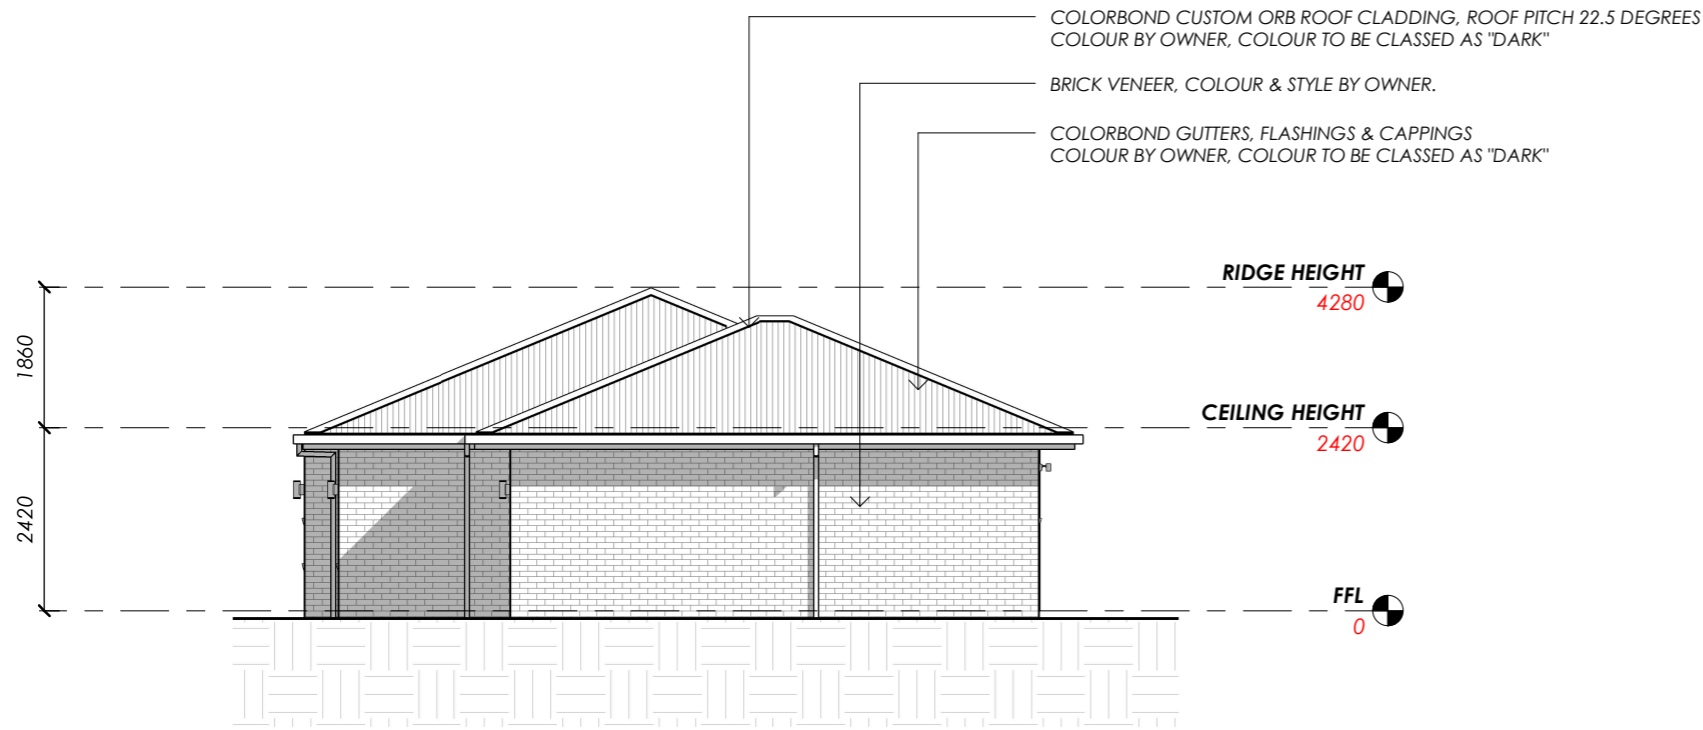 COLORBOND CUSTOM ORB ROOF CLADDING, ROOF PITCH 22.5 DEGREES
COLOUR BY OWNER, COLOUR TO BE CLASSED AS "DARK"
BRICK VENEER, COLOUR & STYLE BY OWNER.
COLORBOND GUTTERS, FLASHINGS & CAPPINGS
COLOUR BY OWNER, COLOUR TO BE CLASSED AS "DARK"
RIDGE HEIGHT
4280
1860
CEILING HEIGHT
2420
2420
FFL
0